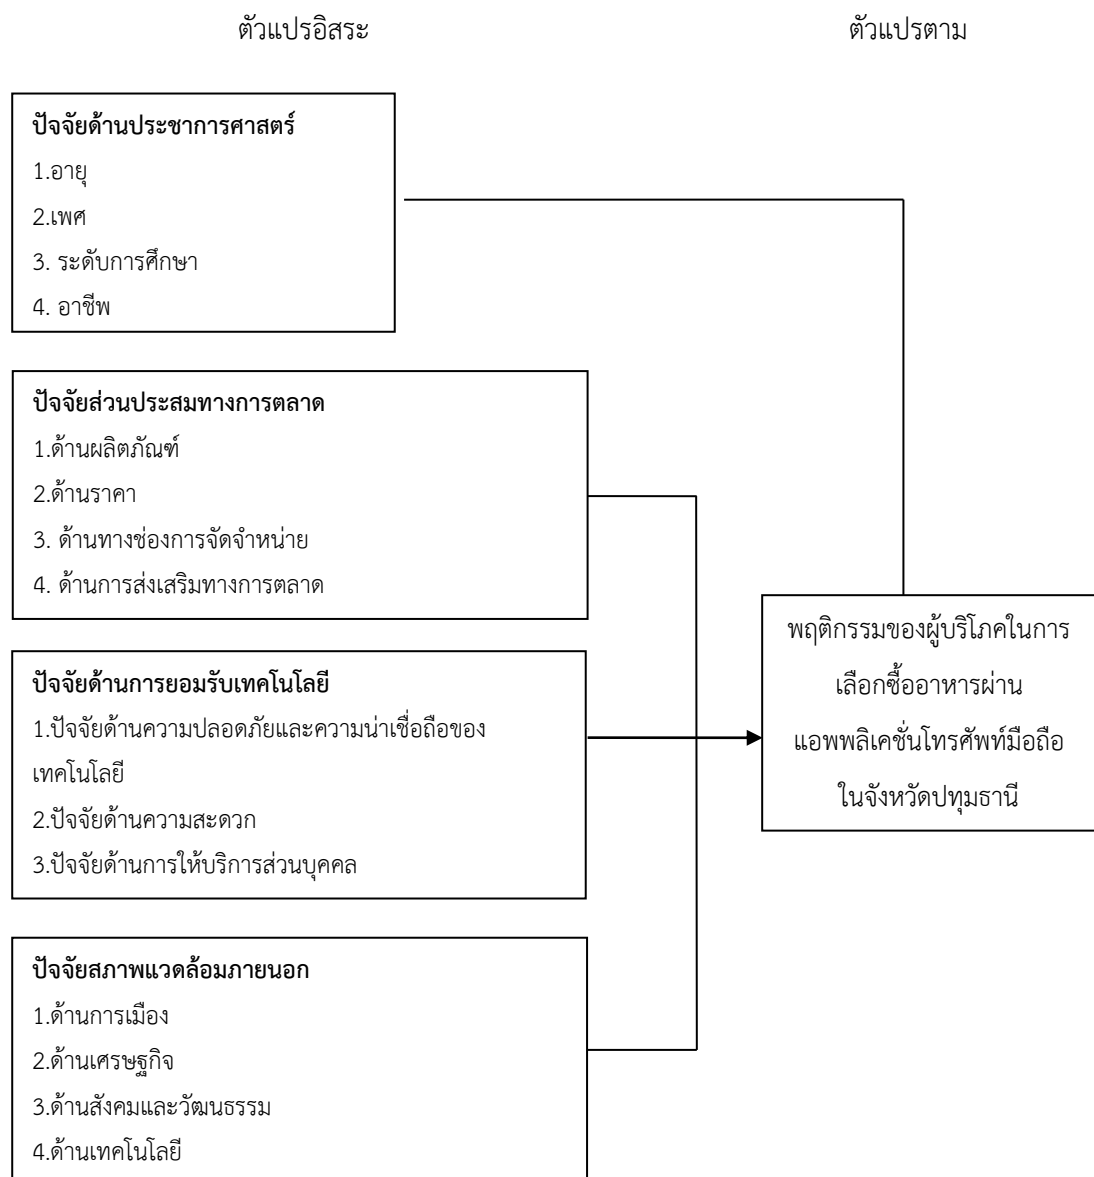 ตัวแปรอิสระ
ตัวแปรตาม
ปัจจัยด้านประชาการศาสตร์
1.อายุ
2.เพศ
3. ระดับการศึกษา
4. อาชีพ
ปัจจัยส่วนประสมทางการตลาด
1.ด้านผลิตภัณฑ์
2.ด้านราคา
3. ด้านทางช่องการจัดจำหน่าย
4. ด้านการส่งเสริมทางการตลาด
ปัจจัยด้านการยอมรับเทคโนโลยี
1.ปัจจัยด้านความปลอดภัยและความน่าเชื่อถือของ
เทคโนโลยี
2.ปัจจัยด้านความสะดวก
3.ปัจจัยด้านการให้บริการส่วนบุคคล
ปัจจัยสภาพแวดล้อมภายนอก
1.ด้านการเมือง
2.ด้านเศรษฐกิจ
3.ด้านสังคมและวัฒนธรรม
4.ด้านเทคโนโลยี
พฤติกรรมของผู้บริโภคในการ
เลือกซื้ออาหารผ่าน
แอพพลิเคชั่นโทรศัพท์มือถือ
ในจังหวัดปทุมธานี